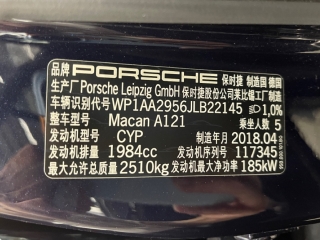 品牌 PORSCHE 保时捷 制造国 德国
生产厂 Porsche Leipzig GmbH 保时捷股份公司莱比锡工厂制造
车辆识别代号 WP1AA2956JLB22145 1,0%
整车型号 Macan A121 乘坐人数 5
发动机型号 CYP 制造年月 2018.04
发动机排量 1984cc 发动机序列号 117345
最大允许总质量 2510kg 发动机最大净功率 185kW